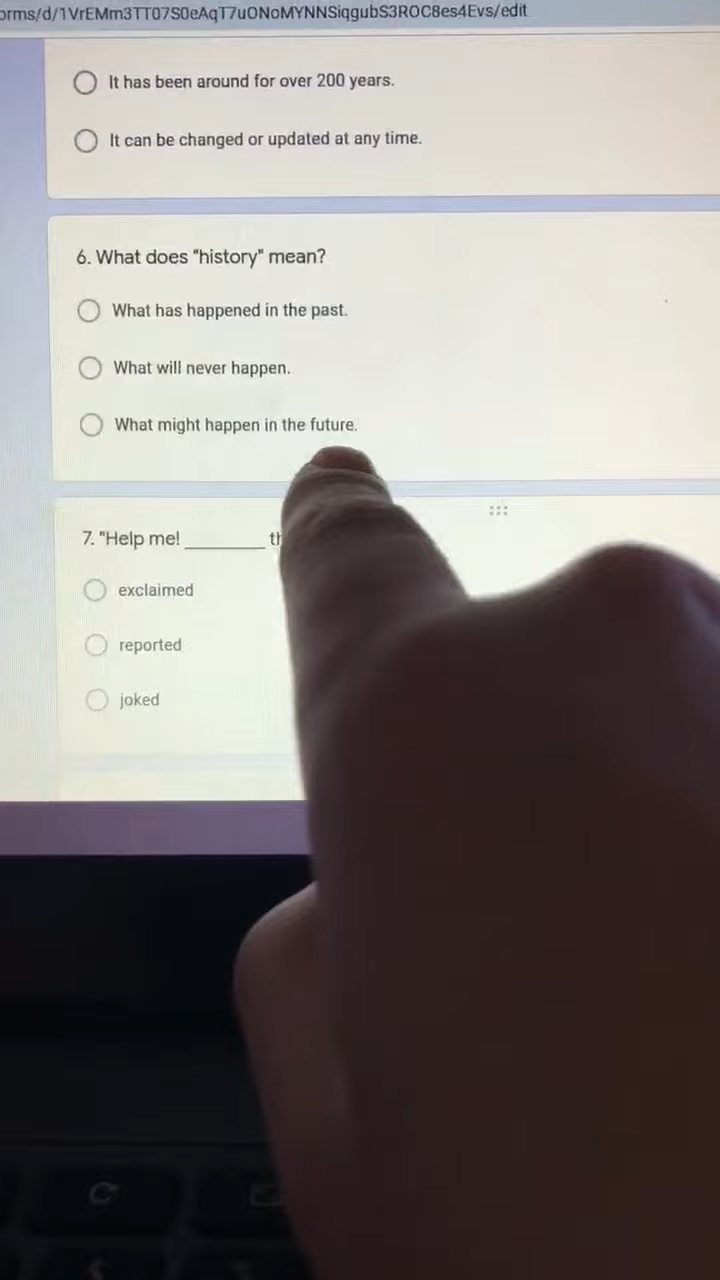 orms/d/1VrEMm3TT07S0eAqT7uONoMYNNSiqgubS3ROC8es4Evs/edit
It has been around for over 200 years.
It can be changed or updated at any time.
6. What does "history" mean?
What has happened in the past.
What will never happen.
What might happen in the future.
7. "Help me! ________
exclaimed
reported
joked